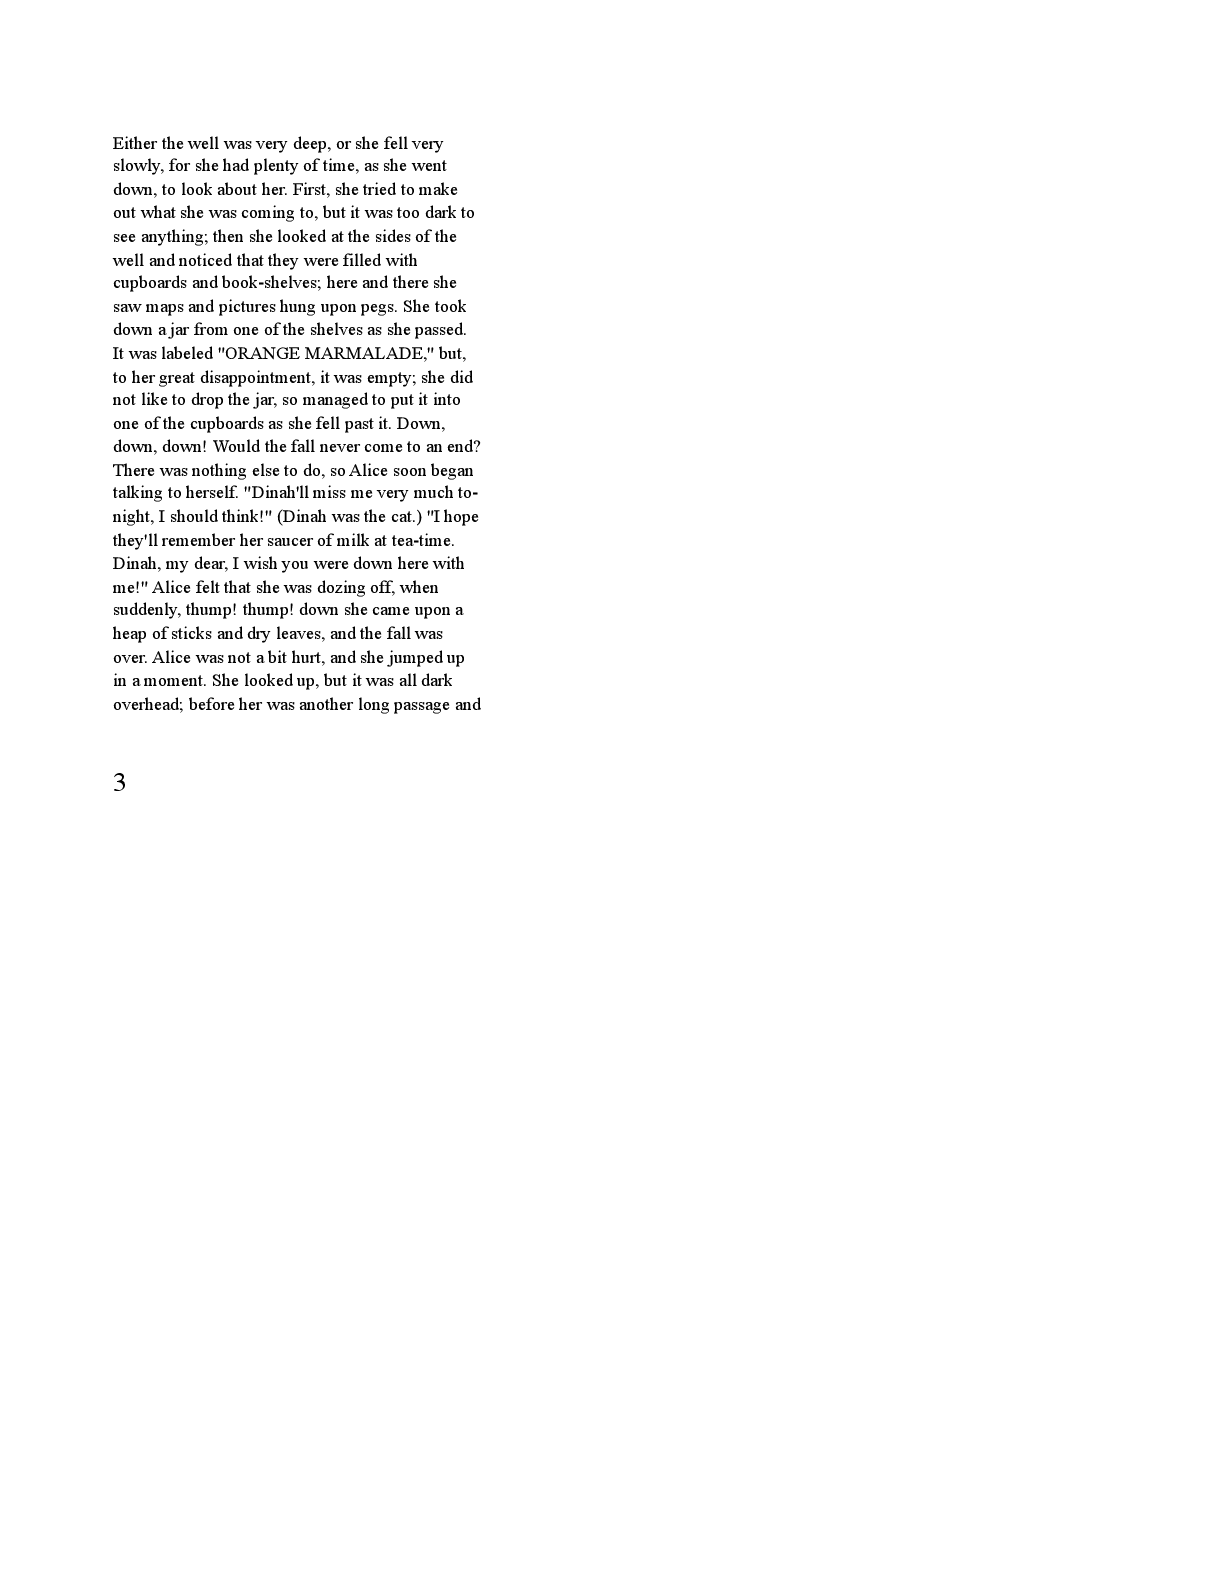 Either the well was very deep, or she fell very
slowly, for she had plenty of time, as she went
down, to look about her. First, she tried to make
out what she was coming to, but it was too dark to
see anything; then she looked at the sides of the
well and noticed that they were filled with
cupboards and book-shelves; here and there she
saw maps and pictures hung upon pegs. She took
down a jar from one of the shelves as she passed.
It was labeled "ORANGE MARMALADE," but,
to her great disappointment, it was empty; she did
not like to drop the jar, so managed to put it into
one of the cupboards as she fell past it. Down,
down, down! Would the fall never come to an end?
There was nothing else to do, so Alice soon began
talking to herself. "Dinah'll miss me very much to-
night, I should think!" (Dinah was the cat.) "I hope
they'll remember her saucer of milk at tea-time.
Dinah, my dear, I wish you were down here with
me!" Alice felt that she was dozing off, when
suddenly, thump! thump! down she came upon a
heap of sticks and dry leaves, and the fall was
over. Alice was not a bit hurt, and she jumped up
in a moment. She looked up, but it was all dark
overhead; before her was another long passage and
3